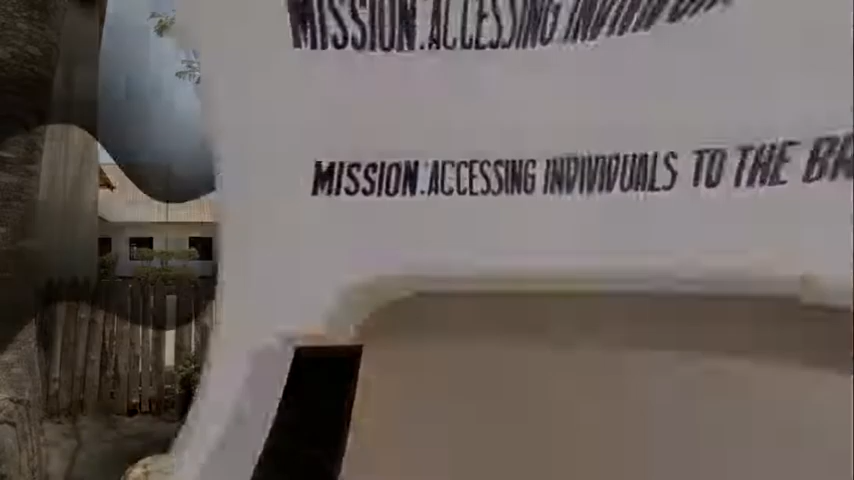 MISSION: ACCESSING
MISSION: ACCESSING INDIVIDUALS TO THE